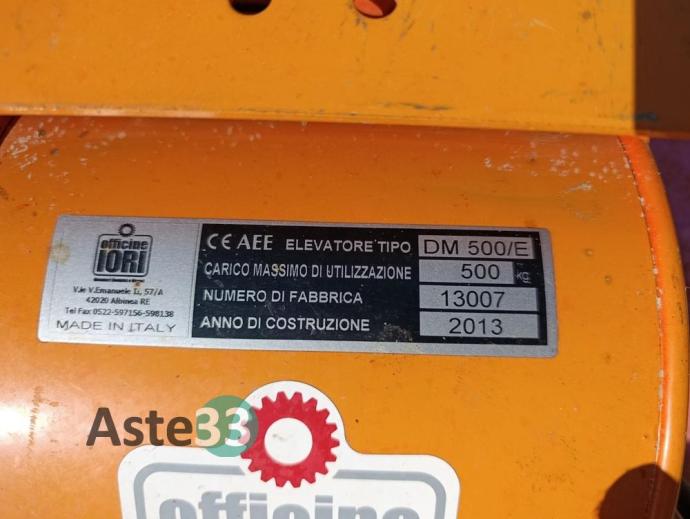 officine
IORI
V.le V.Emanuele II, 57/A
42020 Albinea RE
Tel Fax 0522-597156-598138
MADE IN ITALY
CE AEE ELEVATORE TIPO DM 500/E
CARICO MASSIMO DI UTILIZZAZIONE 500 kg
NUMERO DI FABBRICA 13007
ANNO DI COSTRUZIONE 2013
Aste33
officine